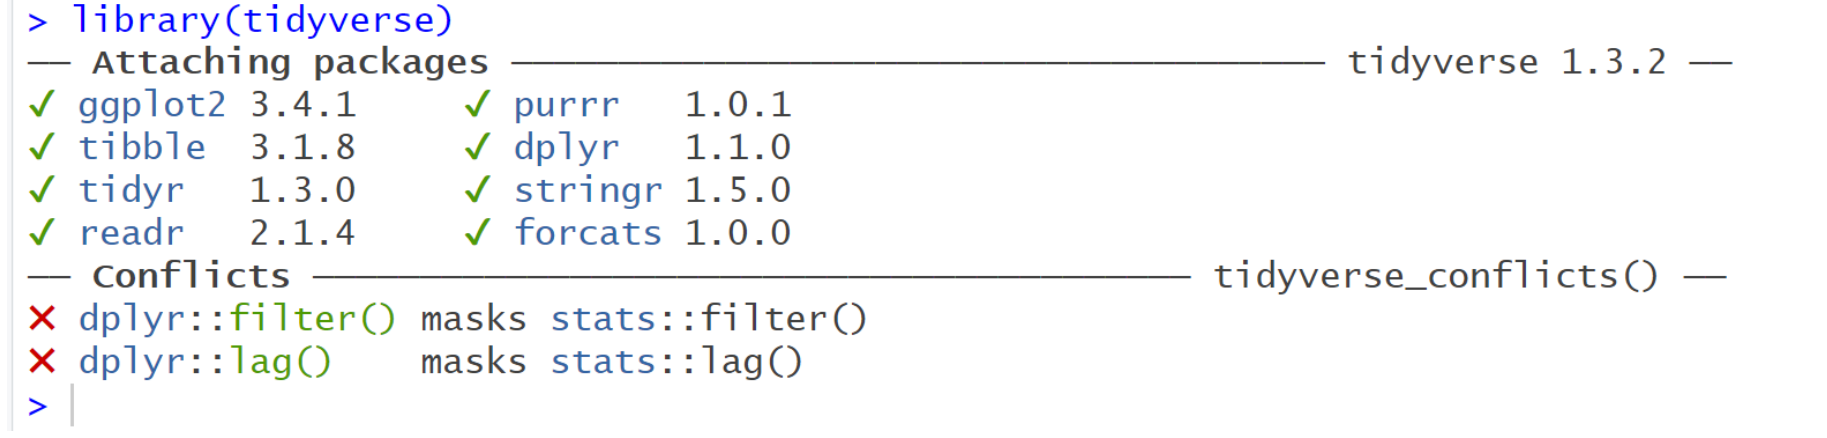 > library(tidyverse)
── Attaching packages ────────────────────────────────────── tidyverse 1.3.2 ──
✔ ggplot2 3.4.1     ✔ purrr   1.0.1
✔ tibble  3.1.8     ✔ dplyr   1.1.0
✔ tidyr   1.3.0     ✔ stringr 1.5.0
✔ readr   2.1.4     ✔ forcats 1.0.0
── Conflicts ───────────────────────────────────────── tidyverse_conflicts() ──
✖ dplyr::filter() masks stats::filter()
✖ dplyr::lag()    masks stats::lag()
>